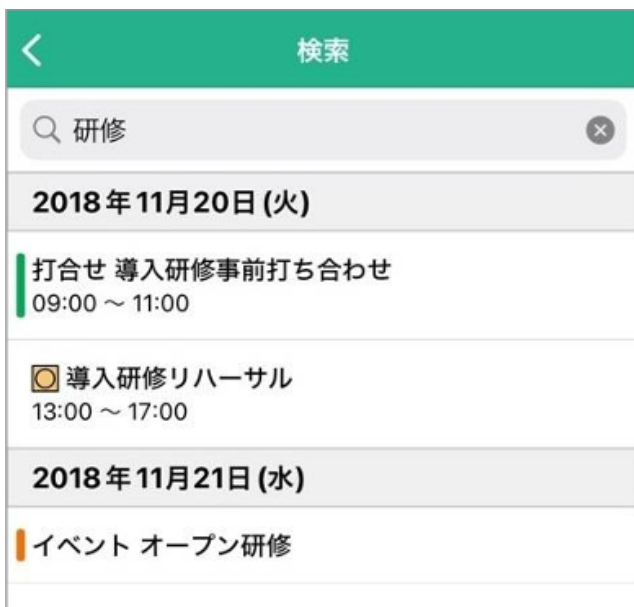 検索
研修
2018年11月20日(火)
打合せ 導入研修事前打ち合わせ
09:00 ～ 11:00
導入研修リハーサル
13:00 ～ 17:00
2018年11月21日(水)
イベント オープン研修